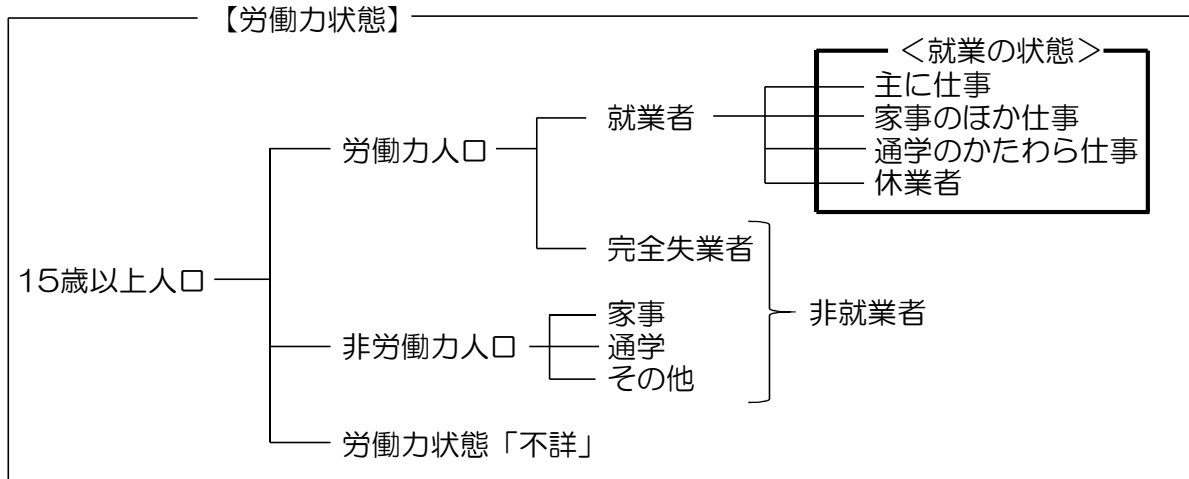 【労働力状態】
＜就業の状態＞
主に仕事
就業者
家事のほか仕事
労働力人口
通学のかたわら仕事
休業者
完全失業者
15歳以上人口
家事
非就業者
非労働力人口
通学
その他
労働力状態「不詳」